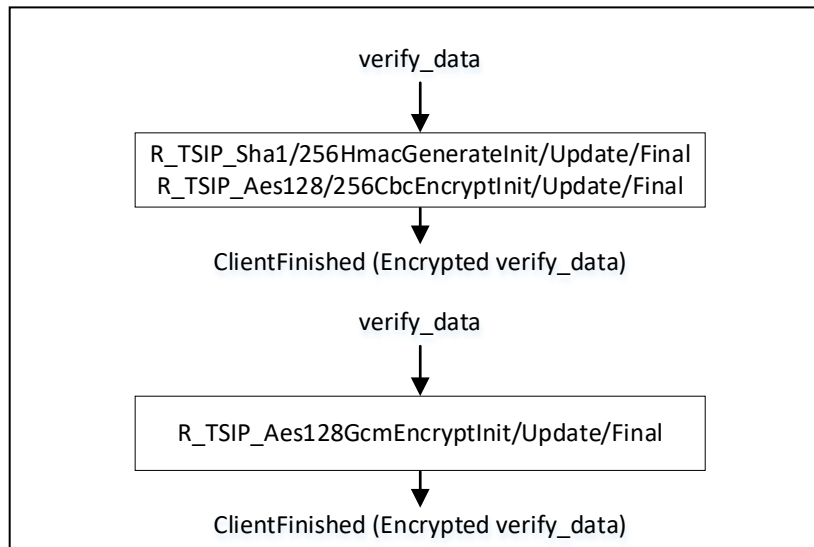 verify_data
R_TSIP_Sha1/256HmacGenerateInit/Update/Final
R_TSIP_Aes128/256CbcEncryptInit/Update/Final
ClientFinished (Encrypted verify_data)
verify_data
R_TSIP_Aes128GcmEncryptInit/Update/Final
ClientFinished (Encrypted verify_data)